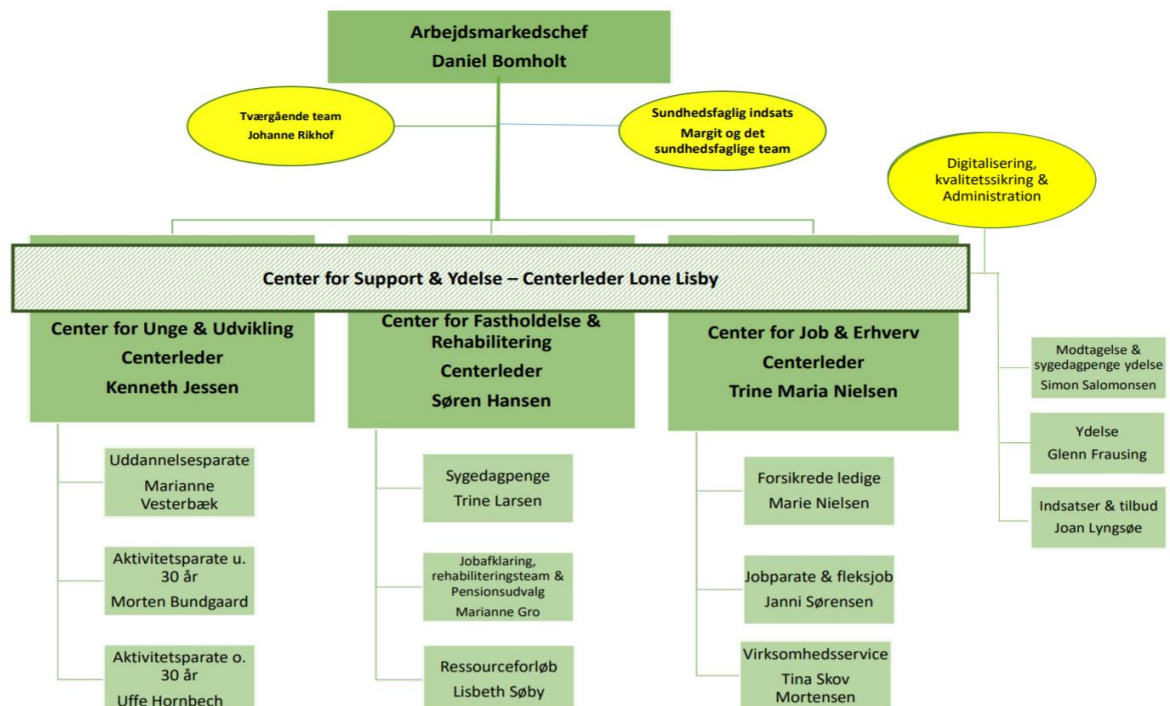 Arbejdsmarkedschef
Daniel Bomholt
Tværgående team
Johanne Rikhof
Sundhedsfaglig indsats
Margit og det
sundhedsfaglige team
Digitalisering,
kvalitetssikring &
Administration
Center for Support & Ydelse – Centerleder Lone Lisby
Center for Unge & Udvikling
Centerleder
Kenneth Jessen
Center for Fastholdelse &
Rehabilitering
Centerleder
Søren Hansen
Center for Job & Erhverv
Centerleder
Trine Maria Nielsen
Uddannelsesparate
Marianne
Vesterbæk
Aktivitetsparate u.
30 år
Morten Bundgaard
Aktivitetsparate o.
30 år
Uffe Hornbech
Sygedagpenge
Trine Larsen
Jobafklaring,
rehabiliteringsteam &
Pensionsudvalg
Marianne Gro
Ressourceforløb
Lisbeth Søby
Forsikrede ledige
Marie Nielsen
Jobparate & fleksjob
Janni Sørensen
Virksomhedsservice
Tina Skov
Mortensen
Modtagelse &
sygedagpenge ydelse
Simon Salomonsen
Ydelse
Glenn Frausing
Indsatser & tilbud
Joan Lyngsøe